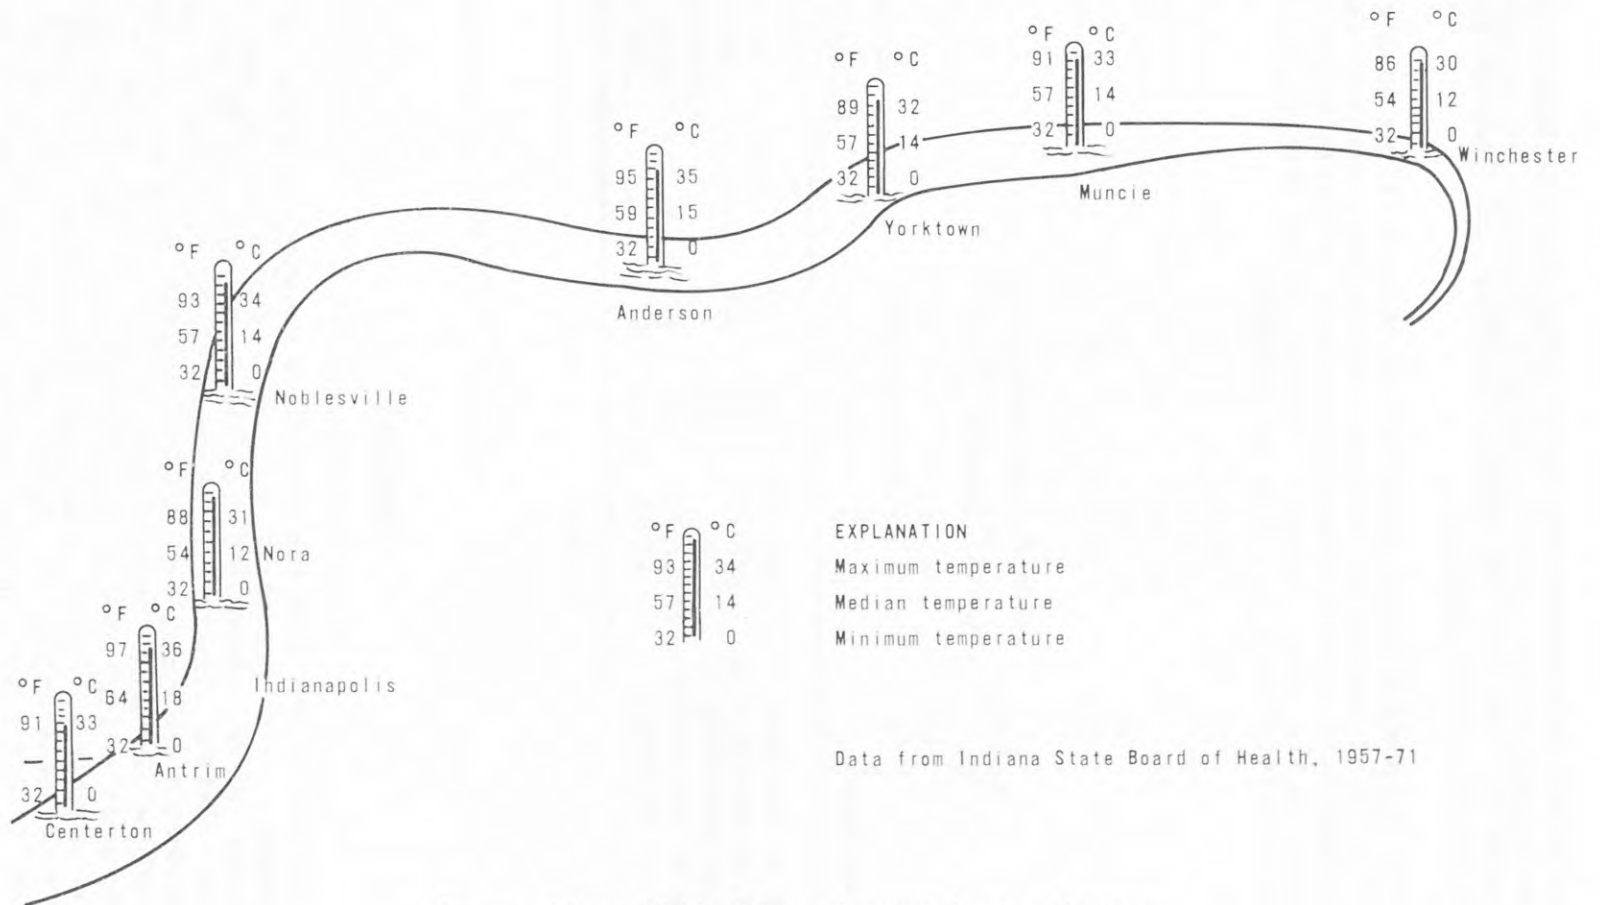 °F °C
86 30
54 12
32 0
Winchester
°F °C
91 33
57 14
32 0
Muncie
°F °C
89 32
57 14
32 0
Yorktown
°F °C
95 35
59 15
32 0
Anderson
°F °C
93 34
57 14
32 0
Noblesville
°F °C
88 31
54 12
32 0
Nora
Indianapolis
°F °C
97 36
64 18
32 0
Antrim
°F °C
91 33
— —
32 0
Centerton
°F °C EXPLANATION
93 34 Maximum temperature
57 14 Median temperature
32 0 Minimum temperature
Data from Indiana State Board of Health, 1957-71